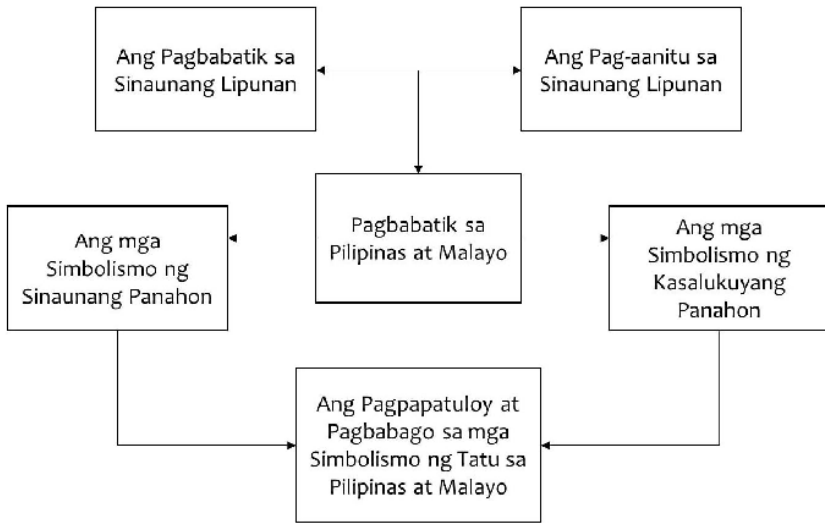 Ang Pagbabatik sa
Sinaunang Lipunan
Ang Pag-aanitu sa
Sinaunang Lipunan
Pagbabatik sa
Pilipinas at Malayo
Ang mga
Simbolismo ng
Sinaunang Panahon
Ang mga
Simbolismo ng
Kasalukuyang
Panahon
Ang Pagpapatuloy at
Pagbabago sa mga
Simbolismo ng Tatu sa
Pilipinas at Malayo